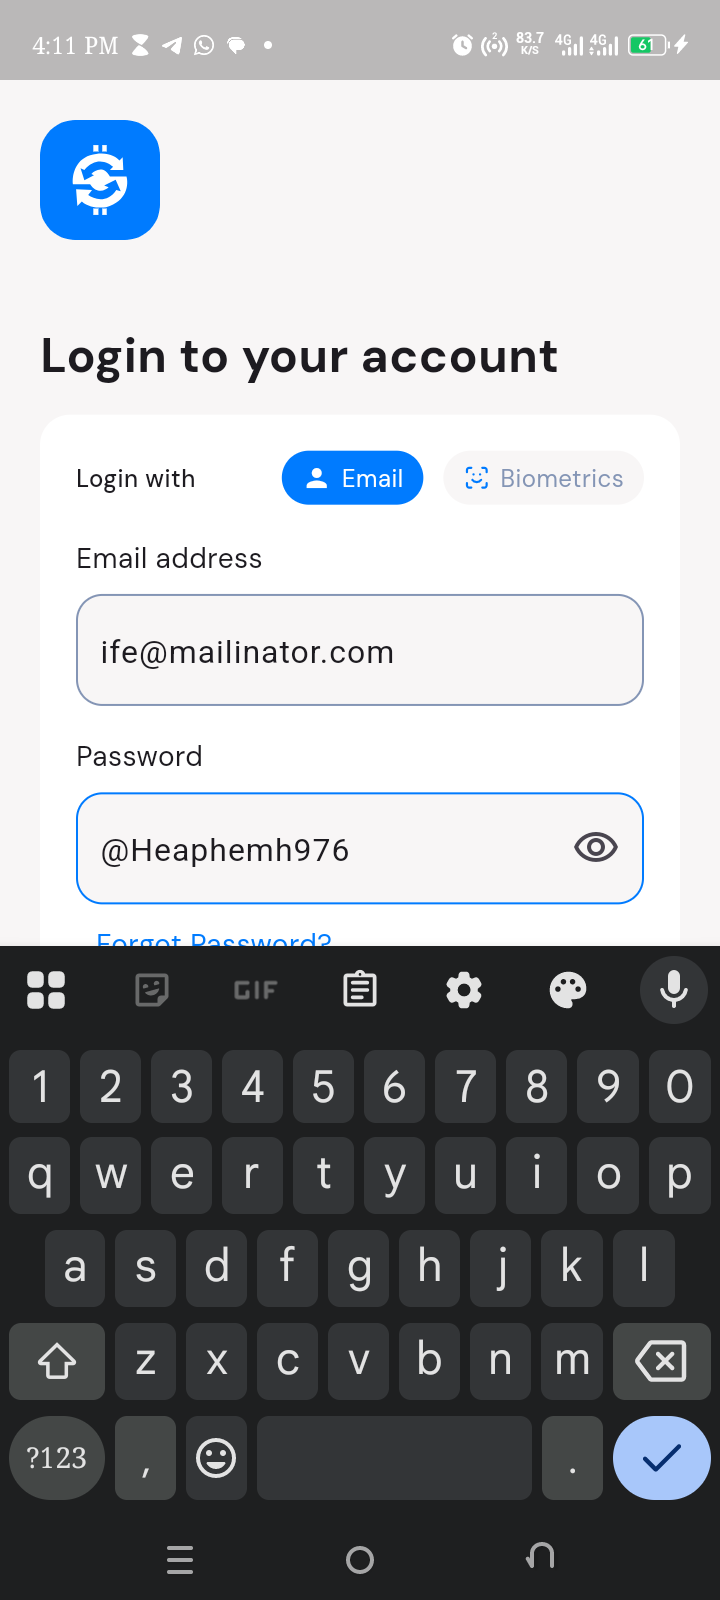 4:11 PM
2
83.7
K/S
4G
4G
61
Login to your account
Login with
Email
Biometrics
Email address
ife@mailinator.com
Password
@Heaphemh976
Forgot Password?
GIF
1 2 3 4 5 6 7 8 9 0
q w e r t y u i o p
a s d f g h j k l
z x c v b n m
?123 , .